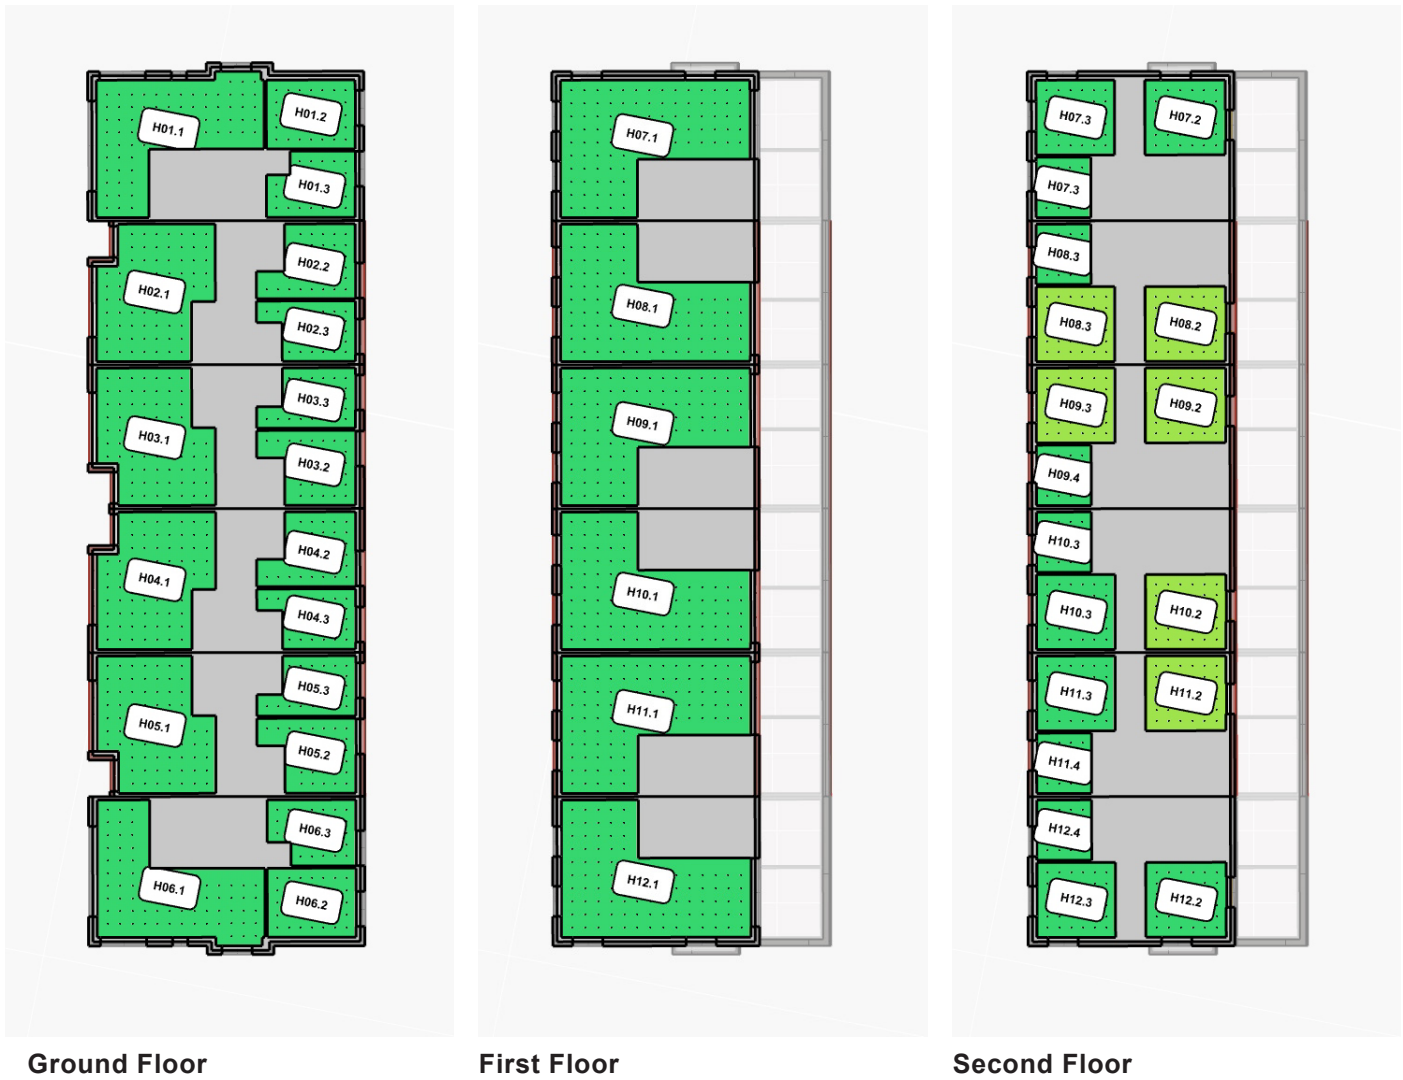 H01.1
H01.2
H01.3
H02.2
H02.1
H02.3
H03.3
H03.1
H03.2
H04.2
H04.1
H04.3
H05.3
H05.1
H05.2
H06.3
H06.1
H06.2
Ground Floor
H07.1
H08.1
H09.1
H10.1
H11.1
H12.1
First Floor
H07.3
H07.2
H07.3
H08.3
H08.3
H08.2
H09.3
H09.2
H09.4
H10.3
H10.3
H10.2
H11.3
H11.2
H11.4
H12.4
H12.3
H12.2
Second Floor